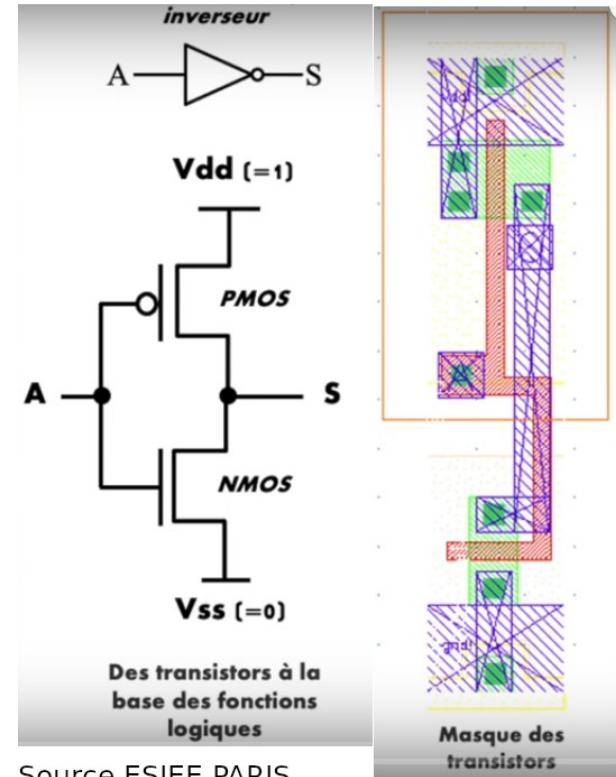 inverseur
A
S
Vdd (=1)
PMOS
A
S
NMOS
Vss (=0)
Des transistors à la
base des fonctions
logiques
Source ESIEE PARIS
Masque des
transistors